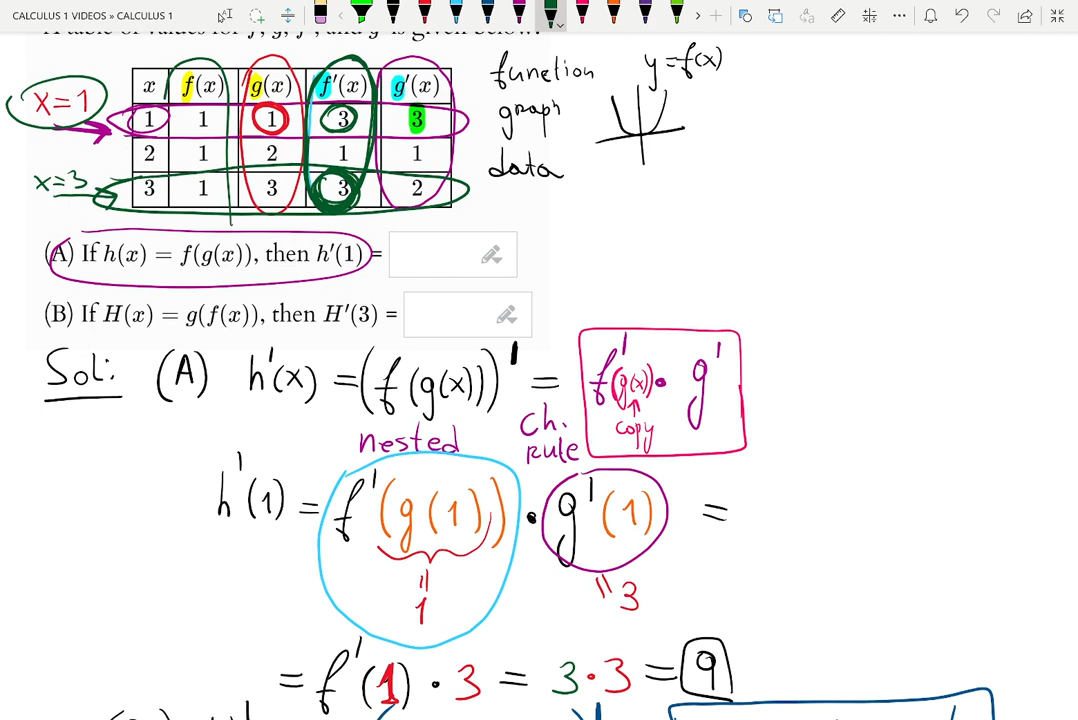 CALCULUS 1 VIDEOS » CALCULUS 1
x f(x) g(x) f'(x) g'(x)
1 1 1 3 3
2 1 2 1 1
3 1 3 3 2
x=1
x=3
function
graph
data
y=f(x)
(A) If h(x) = f(g(x)), then h'(1) =
(B) If H(x) = g(f(x)), then H'(3) =
Sol: (A) h'(x) = (f(g(x)))' = f'(g(x)) • g'
copy
nested
Ch. rule
h'(1) = f'(g(1)) • g'(1) =
= 1
= 3
= f'(1) • 3 = 3 • 3 = 9